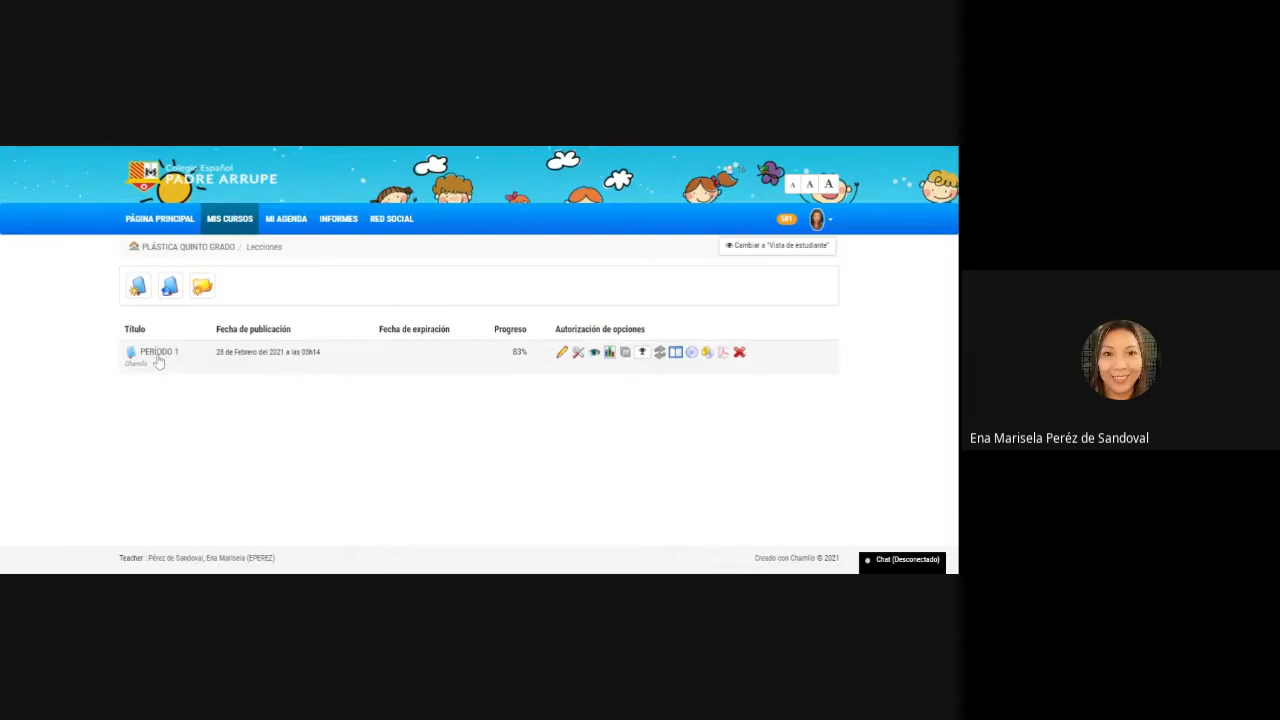 Colegio Español
PADRE ARRUPE
16
A A A
PÁGINA PRINCIPAL MIS CURSOS MI AGENDA INFORMES RED SOCIAL
581
PLÁSTICA QUINTO GRADO / Lecciones
Cambiar a "Vista de estudiante"
Título Fecha de publicación Fecha de expiración Progreso Autorización de opciones
PERÍODO 1 28 de Febrero del 2021 a las 03h14 83%
Chamilo
Ena Marisela Peréz de Sandoval
Teacher : Pérez de Sandoval, Ena Marisela (EPEREZ)
Creado con Chamilo © 2021
Chat (Desconectado)